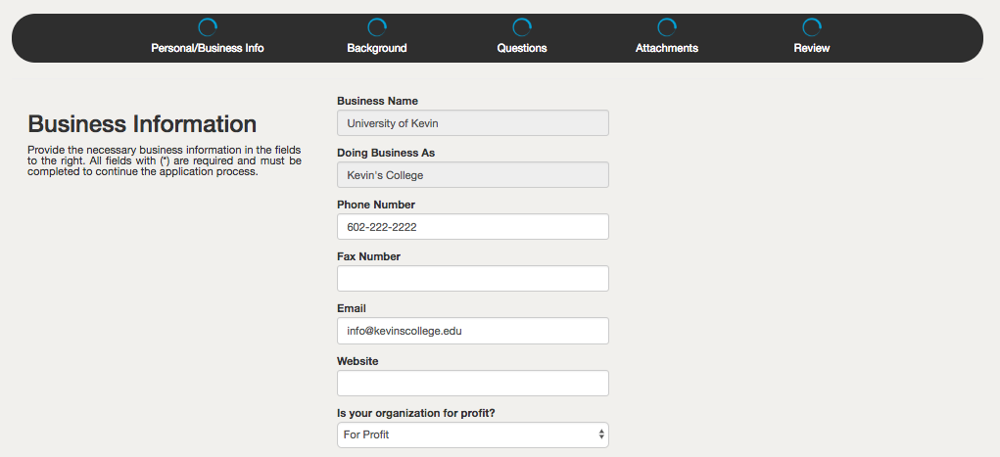 Personal/Business Info
Background
Questions
Attachments
Review
Business Information
Provide the necessary business information in the fields
to the right. All fields with (*) are required and must be
completed to continue the application process.
Business Name
University of Kevin
Doing Business As
Kevin's College
Phone Number
602-222-2222
Fax Number
Email
info@kevinscollege.edu
Website
Is your organization for profit?
For Profit